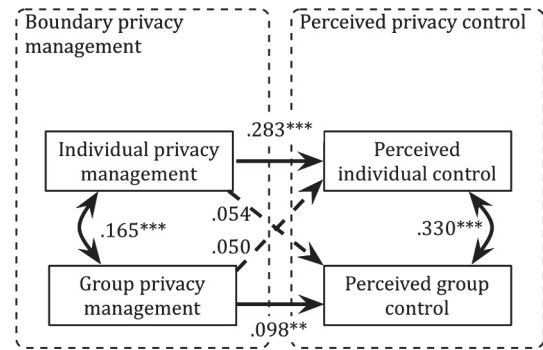 Boundary privacy
management
Perceived privacy control
.283***
Individual privacy
management
Perceived
individual control
.054
.165***
.050
.330***
Group privacy
management
Perceived group
control
.098**